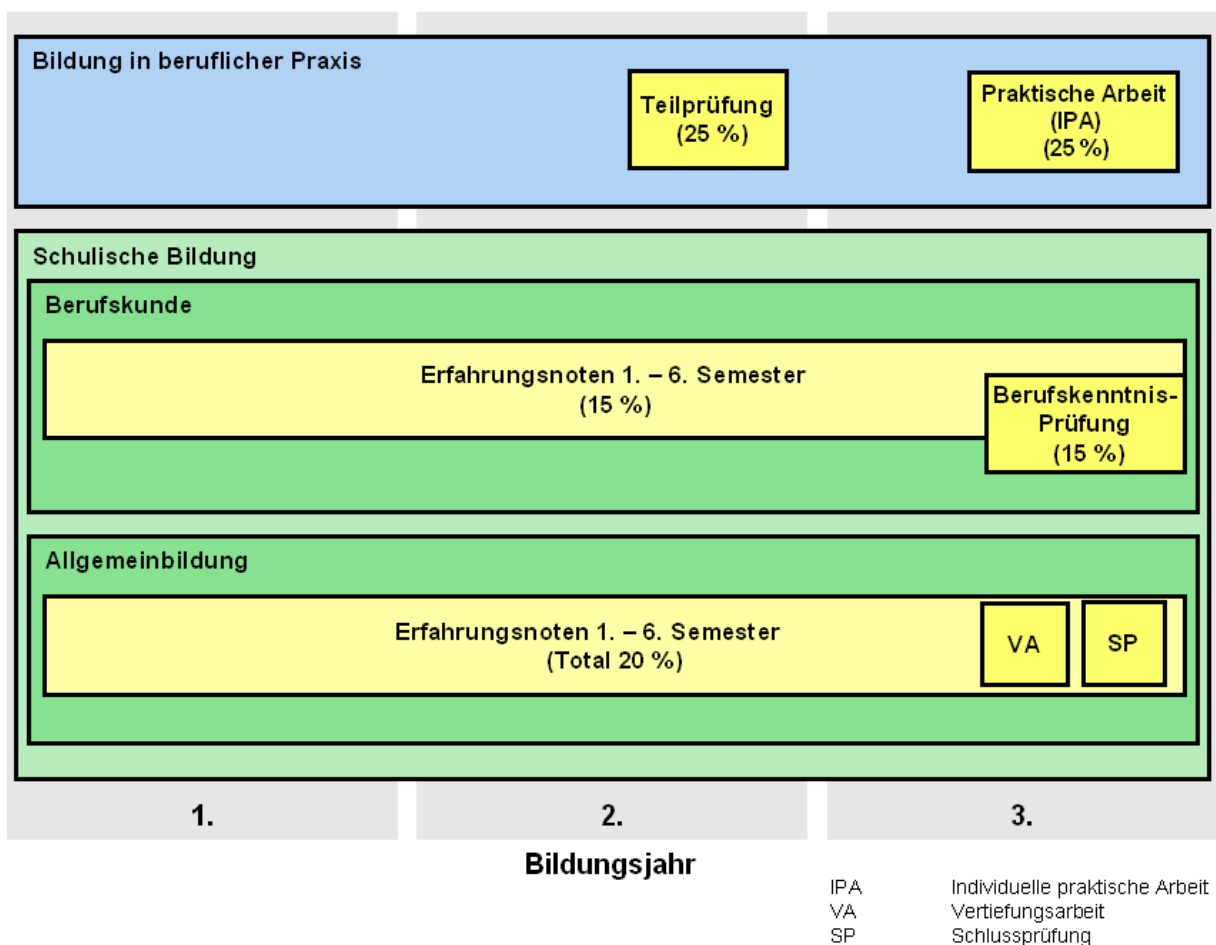 Bildung in beruflicher Praxis
Teilprüfung
(25 %)
Praktische Arbeit
(IPA)
(25 %)
Schulische Bildung
Berufskunde
Erfahrungsnoten 1. – 6. Semester
(15 %)
Berufskenntnis-
Prüfung
(15 %)
Allgemeinbildung
Erfahrungsnoten 1. – 6. Semester
(Total 20 %)
VA
SP
1.
2.
3.
Bildungsjahr
IPA Individuelle praktische Arbeit
VA Vertiefungsarbeit
SP Schlussprüfung